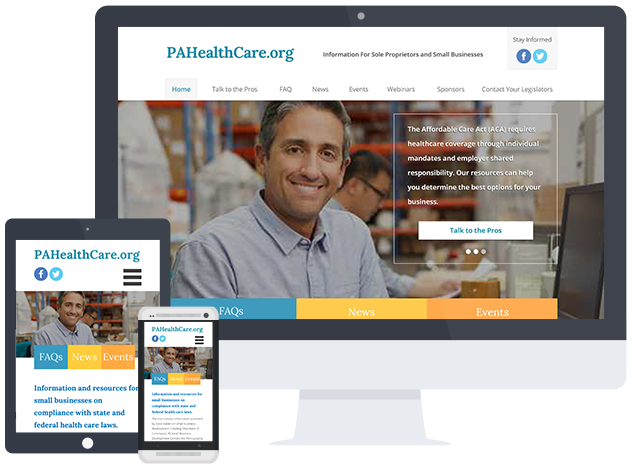 Stay Informed
PAHealthCare.org
Information For Sole Proprietors and Small Businesses
Home Talk to the Pros FAQ News Events Webinars Sponsors Contact Your Legislators
The Affordable Care Act (ACA) requires
healthcare coverage through individual
mandates and employer shared
responsibility. Our resources can help
you determine the best options for your
business.
Talk to the Pros
FAQs News Events
PAHealthCare.org
FAQs News Events
Information and resources for
small businesses on
compliance with state and
federal health care laws.
PAHealthCare.org
FAQs News Events
Information and resources for
small businesses on
compliance with state and
federal health care laws.